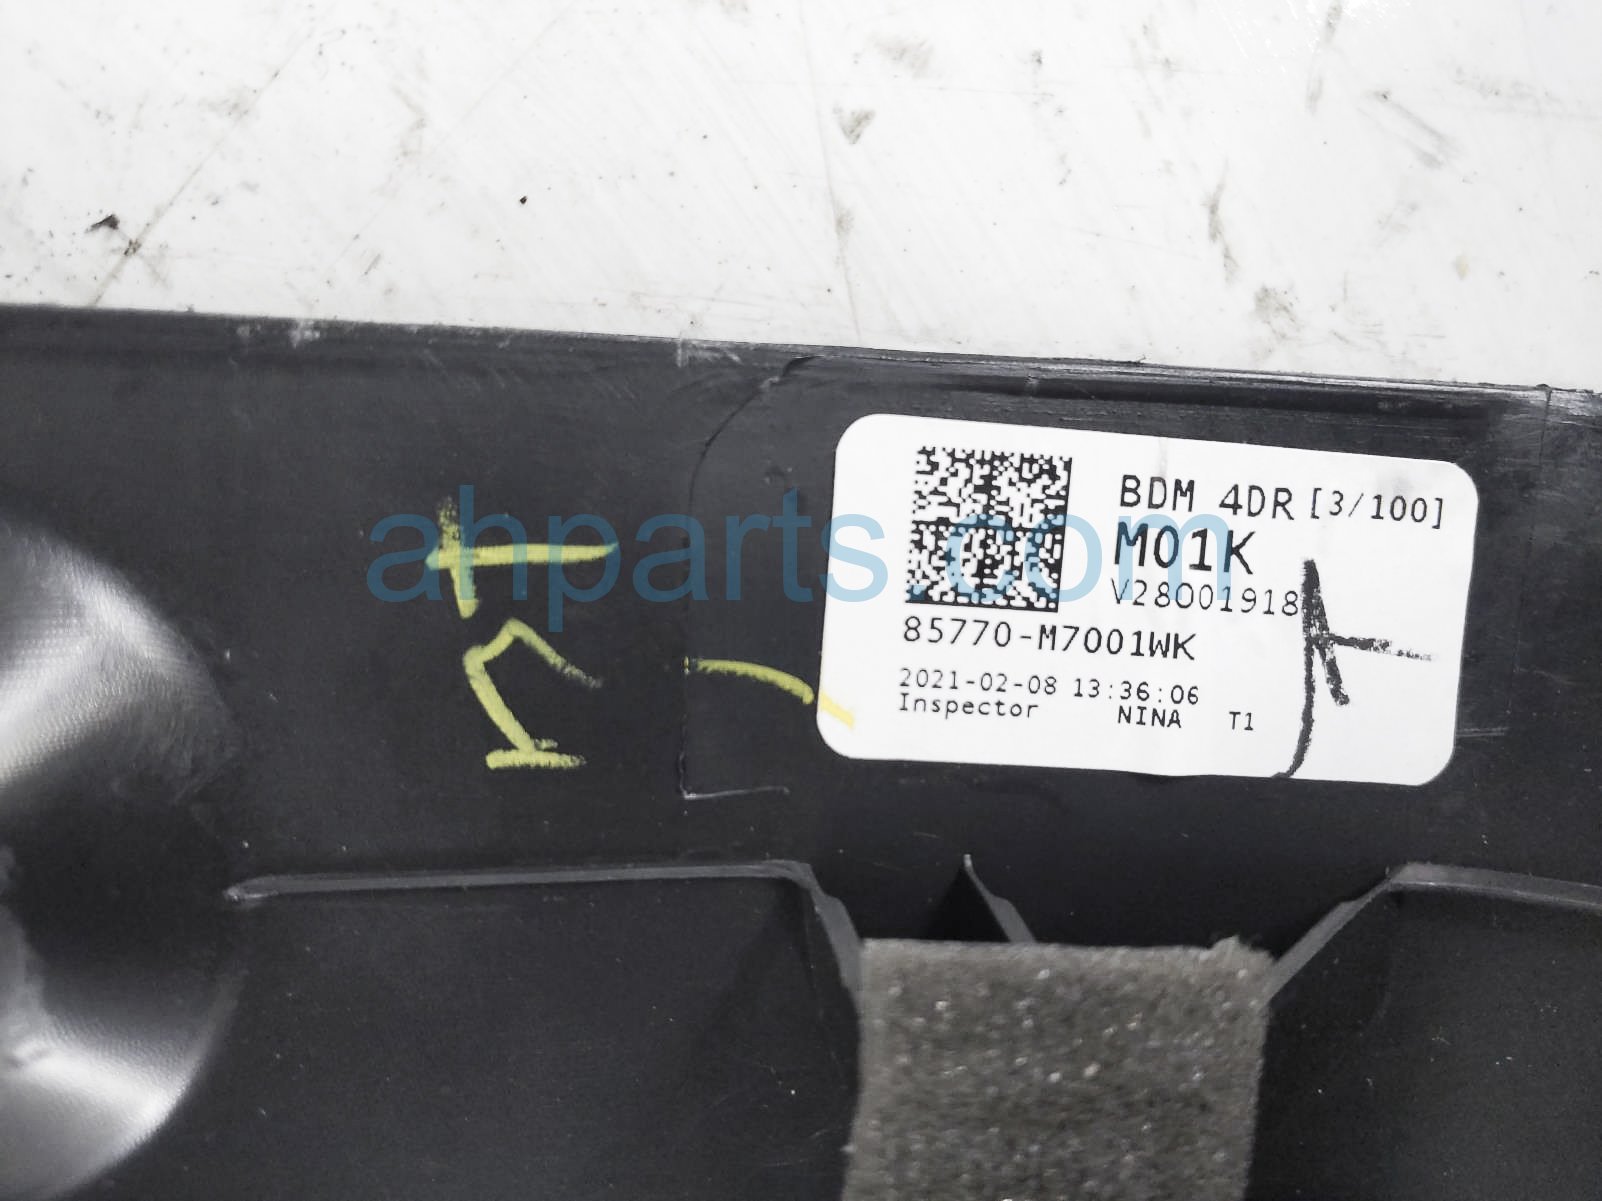 BDM 4DR [3/100]
M01K
V28001918
85770-M7001WK
2021-02-08 13:36:06
Inspector NINA T1
ahparts.com